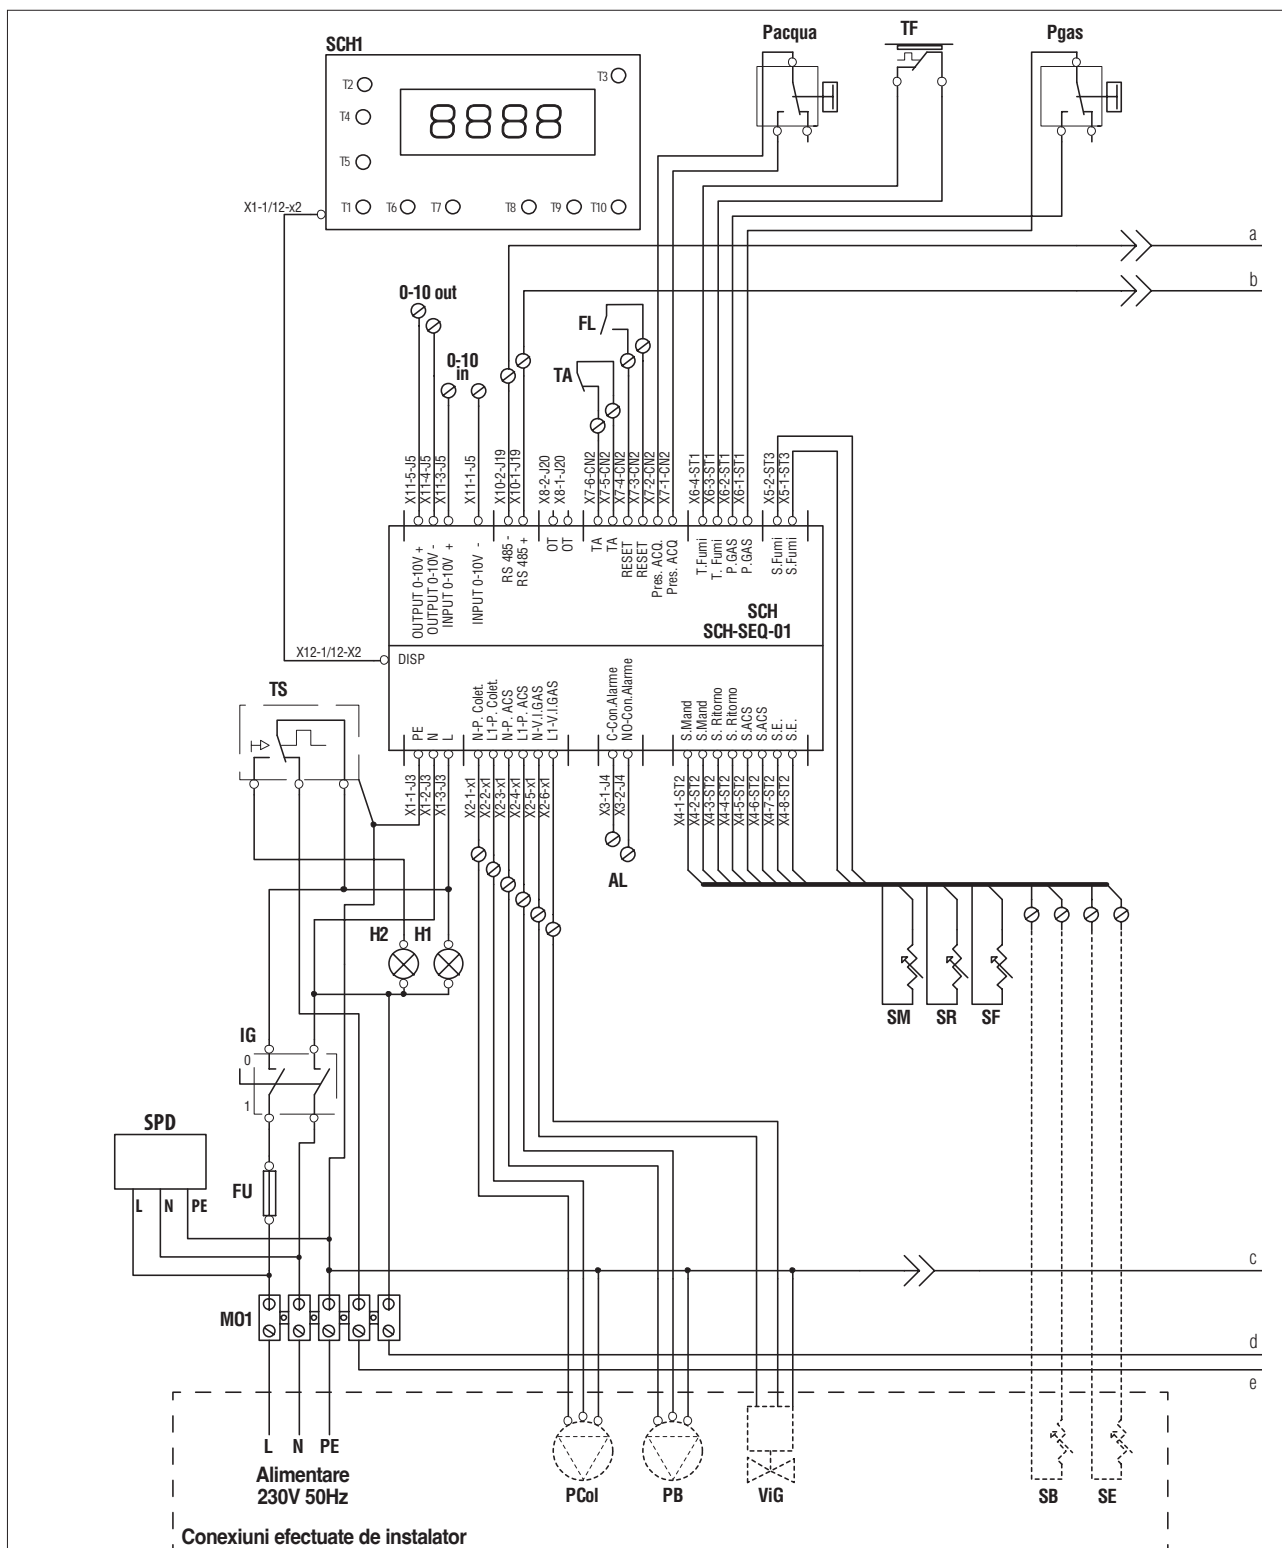 SCH1
Pacqua
TF
Pgas
T2
T3
T4
8888
T5
X1-1/12-x2
T1
T6
T7
T8
T9
T10
a
b
0-10 out
FL
0-10
in
TA
X11-5-J5
X11-4-J5
X11-3-J5
X11-1-J5
X10-2-J19
X10-1-J19
X8-2-J20
X8-1-J20
X7-6-CN2
X7-5-CN2
X7-4-CN2
X7-3-CN2
X7-2-CN2
X7-1-CN2
X6-4-ST1
X6-3-ST1
X6-2-ST1
X6-1-ST1
X5-2-ST3
X5-1-ST3
OUTPUT 0-10V +
OUTPUT 0-10V -
INPUT 0-10V +
INPUT 0-10V -
RS 485 -
RS 485 +
OT
OT
TA
TA
RESET
RESET
Pres. ACQ.
Pres. ACQ
T.Fumi
T. Fumi
P.GAS
P.GAS
S.Fumi
S.Fumi
SCH
SCH-SEQ-01
X12-1/12-X2
DISP
TS
PE
N
L
N-P. Colet.
L1-P. Colet.
N-P. ACS
L1-P. ACS
N-V.I.GAS
L1-V.I.GAS
C-Con.Alarme
NO-Con.Alarme
S.Mand
S.Mand
S. Ritorno
S. Ritorno
S.ACS
S.ACS
S.E.
S.E.
X1-1-J3
X1-2-J3
X1-3-J3
X2-1-x1
X2-2-x1
X2-3-x1
X2-4-x1
X2-5-x1
X2-6-x1
X3-1-J4
X3-2-J4
X4-1-ST2
X4-2-ST2
X4-3-ST2
X4-4-ST2
X4-5-ST2
X4-6-ST2
X4-7-ST2
X4-8-ST2
AL
H2
H1
SM
SR
SF
IG
0
1
SPD
L
N
PE
FU
c
MO1
d
e
L
N
PE
Alimentare
230V 50Hz
PCol
PB
ViG
SB
SE
Conexiuni efectuate de instalator